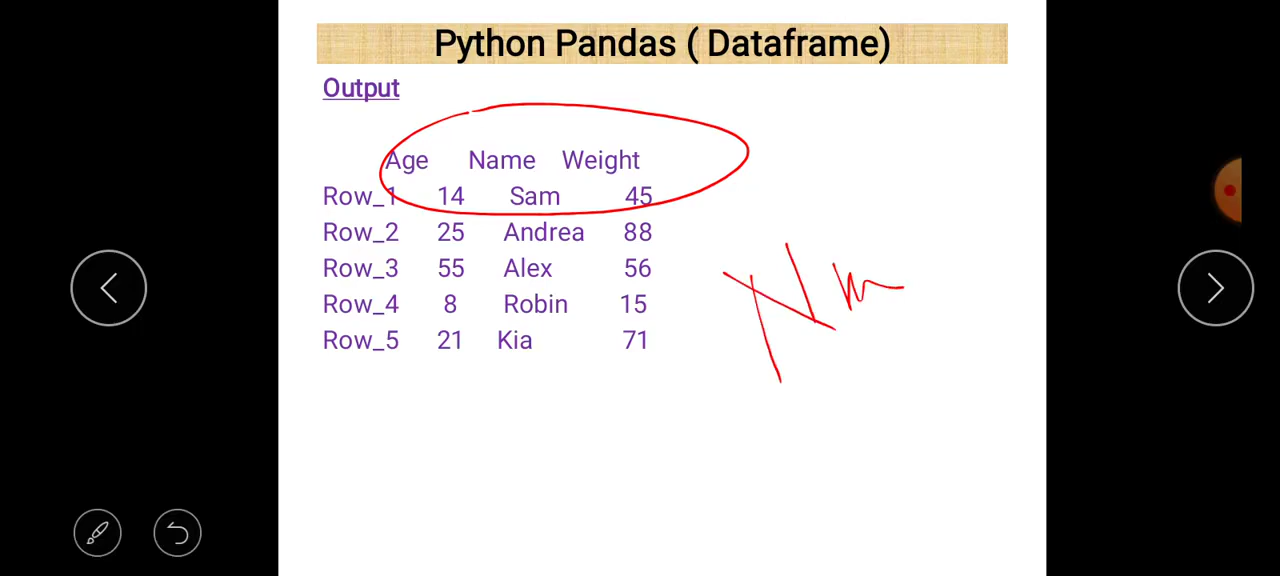 Python Pandas ( Dataframe)
Output
Age Name Weight
Row_1 14 Sam 45
Row_2 25 Andrea 88
Row_3 55 Alex 56
Row_4 8 Robin 15
Row_5 21 Kia 71